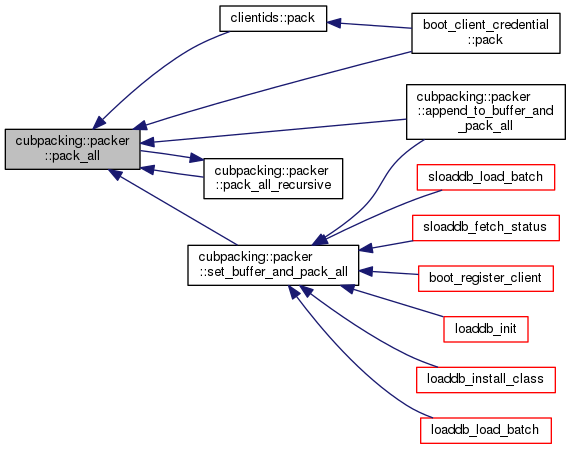 clientids::pack
boot_client_credential
::pack
cubpacking::packer
::append_to_buffer_and
_pack_all
cubpacking::packer
::pack_all
cubpacking::packer
::pack_all_recursive
sloaddb_load_batch
sloaddb_fetch_status
cubpacking::packer
::set_buffer_and_pack_all
boot_register_client
loaddb_init
loaddb_install_class
loaddb_load_batch